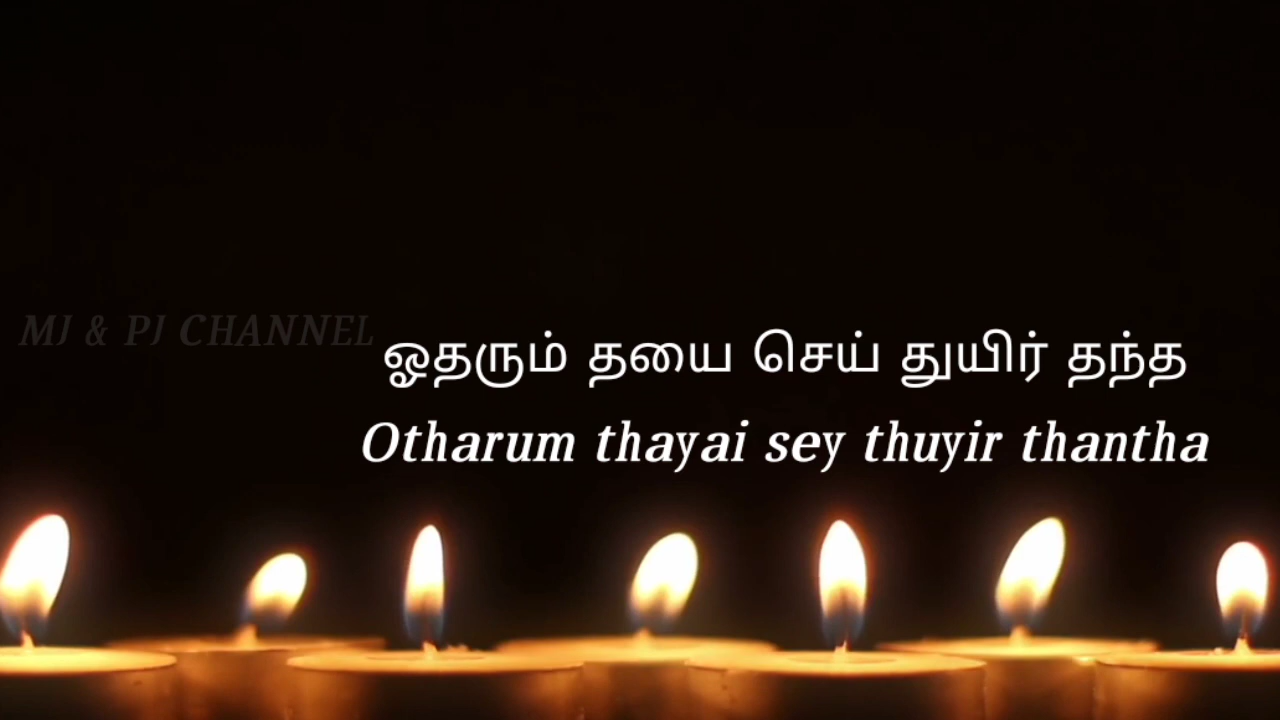 MJ & PJ CHANNEL
ஓதரும் தயை செய் துயிர் தந்த
Otharum thayai sey thuyir thantha